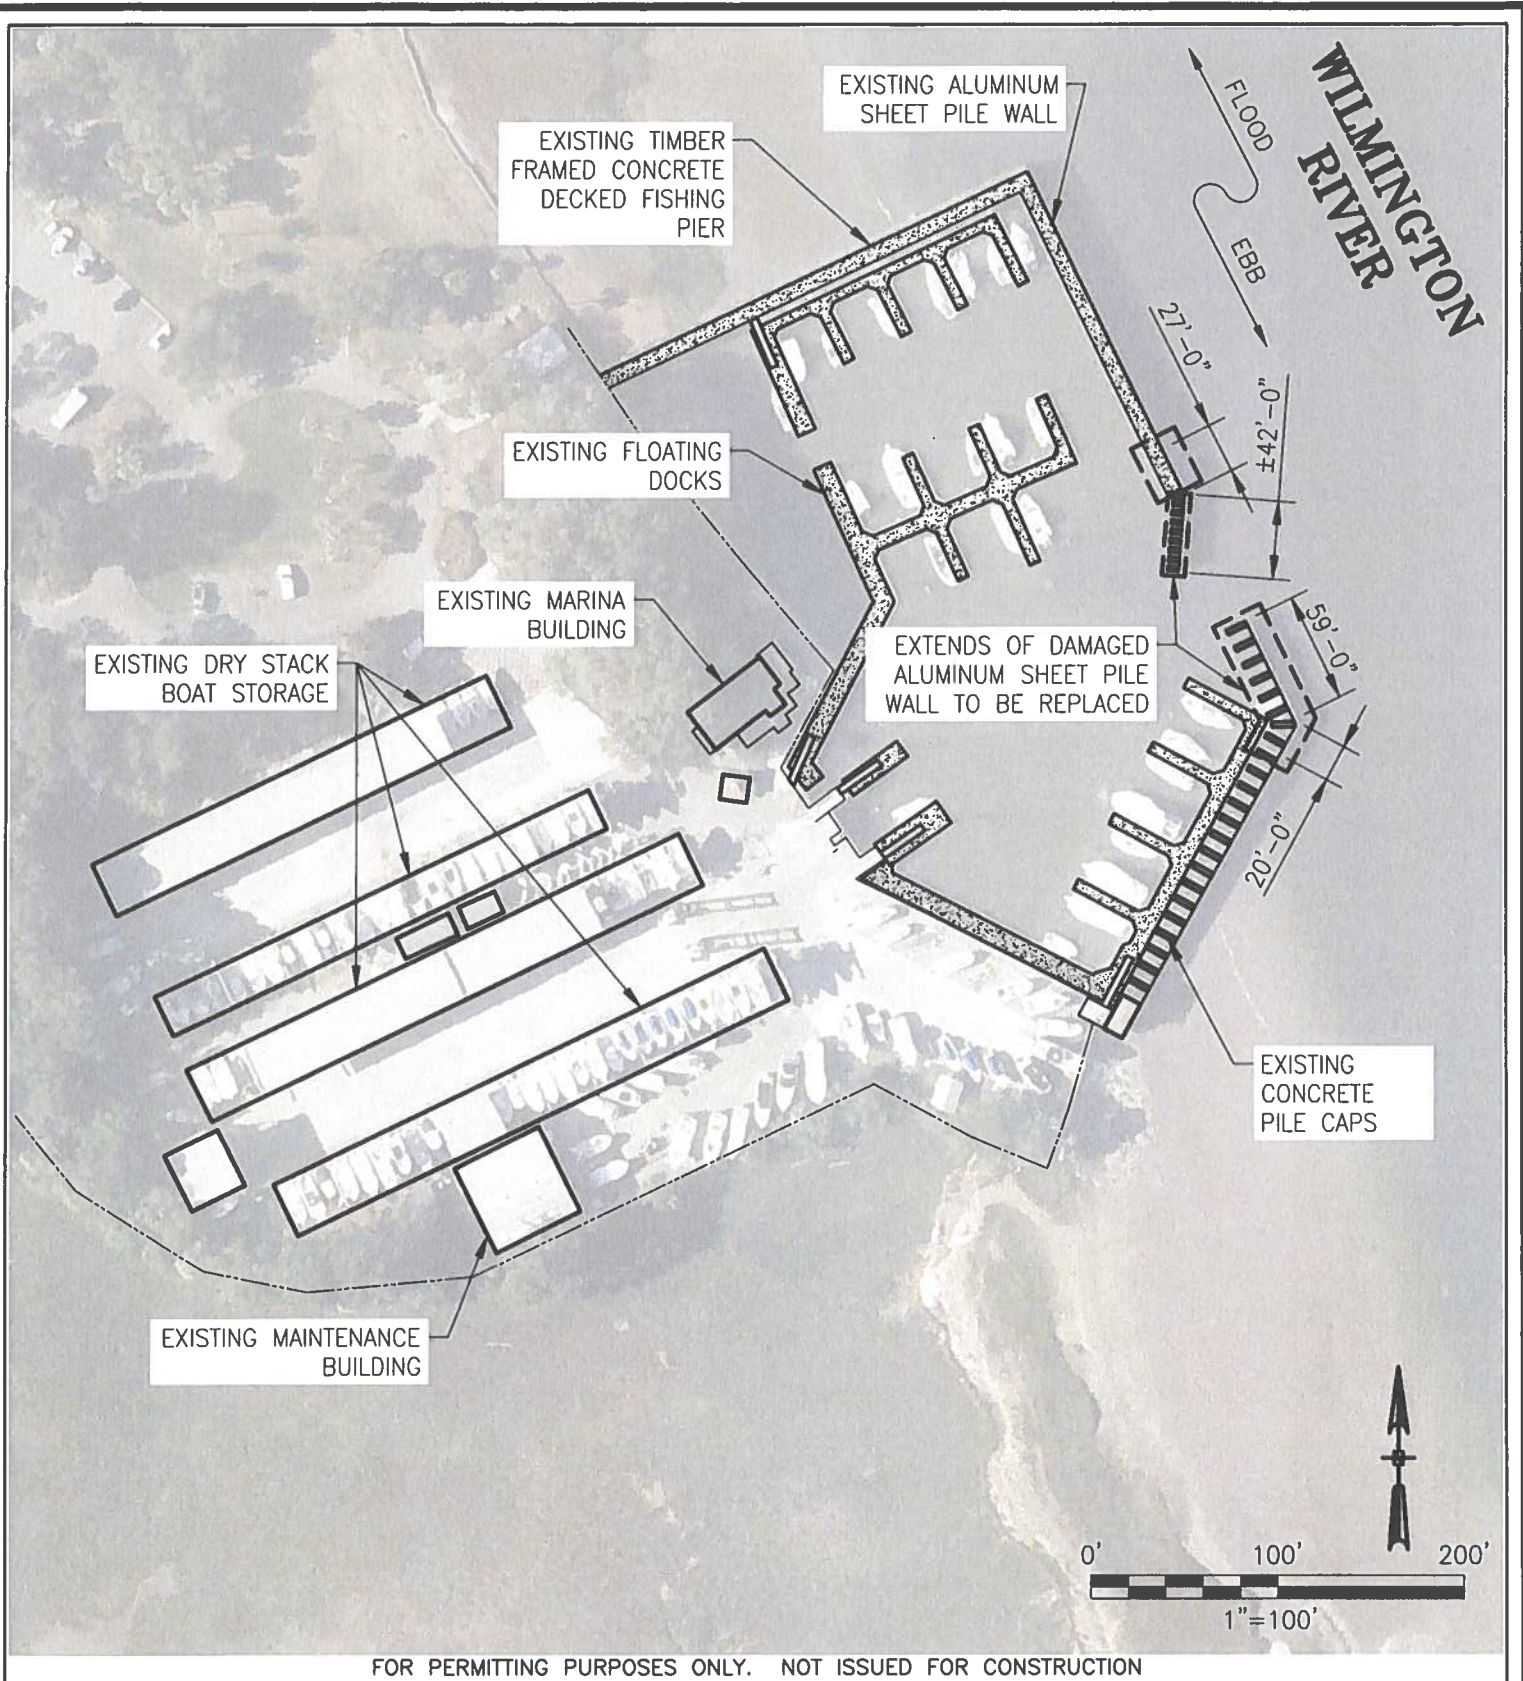 EXISTING ALUMINUM
SHEET PILE WALL
EXISTING TIMBER
FRAMED CONCRETE
DECKED FISHING
PIER
FLOOD
EBB
WILMINGTON
RIVER
27'-0"
±42'-0"
EXISTING FLOATING
DOCKS
EXISTING MARINA
BUILDING
EXISTING DRY STACK
BOAT STORAGE
EXTENDS OF DAMAGED
ALUMINUM SHEET PILE
WALL TO BE REPLACED
59'-0"
20'-0"
EXISTING
CONCRETE
PILE CAPS
EXISTING MAINTENANCE
BUILDING
0' 100' 200'
1"=100'
FOR PERMITTING PURPOSES ONLY. NOT ISSUED FOR CONSTRUCTION